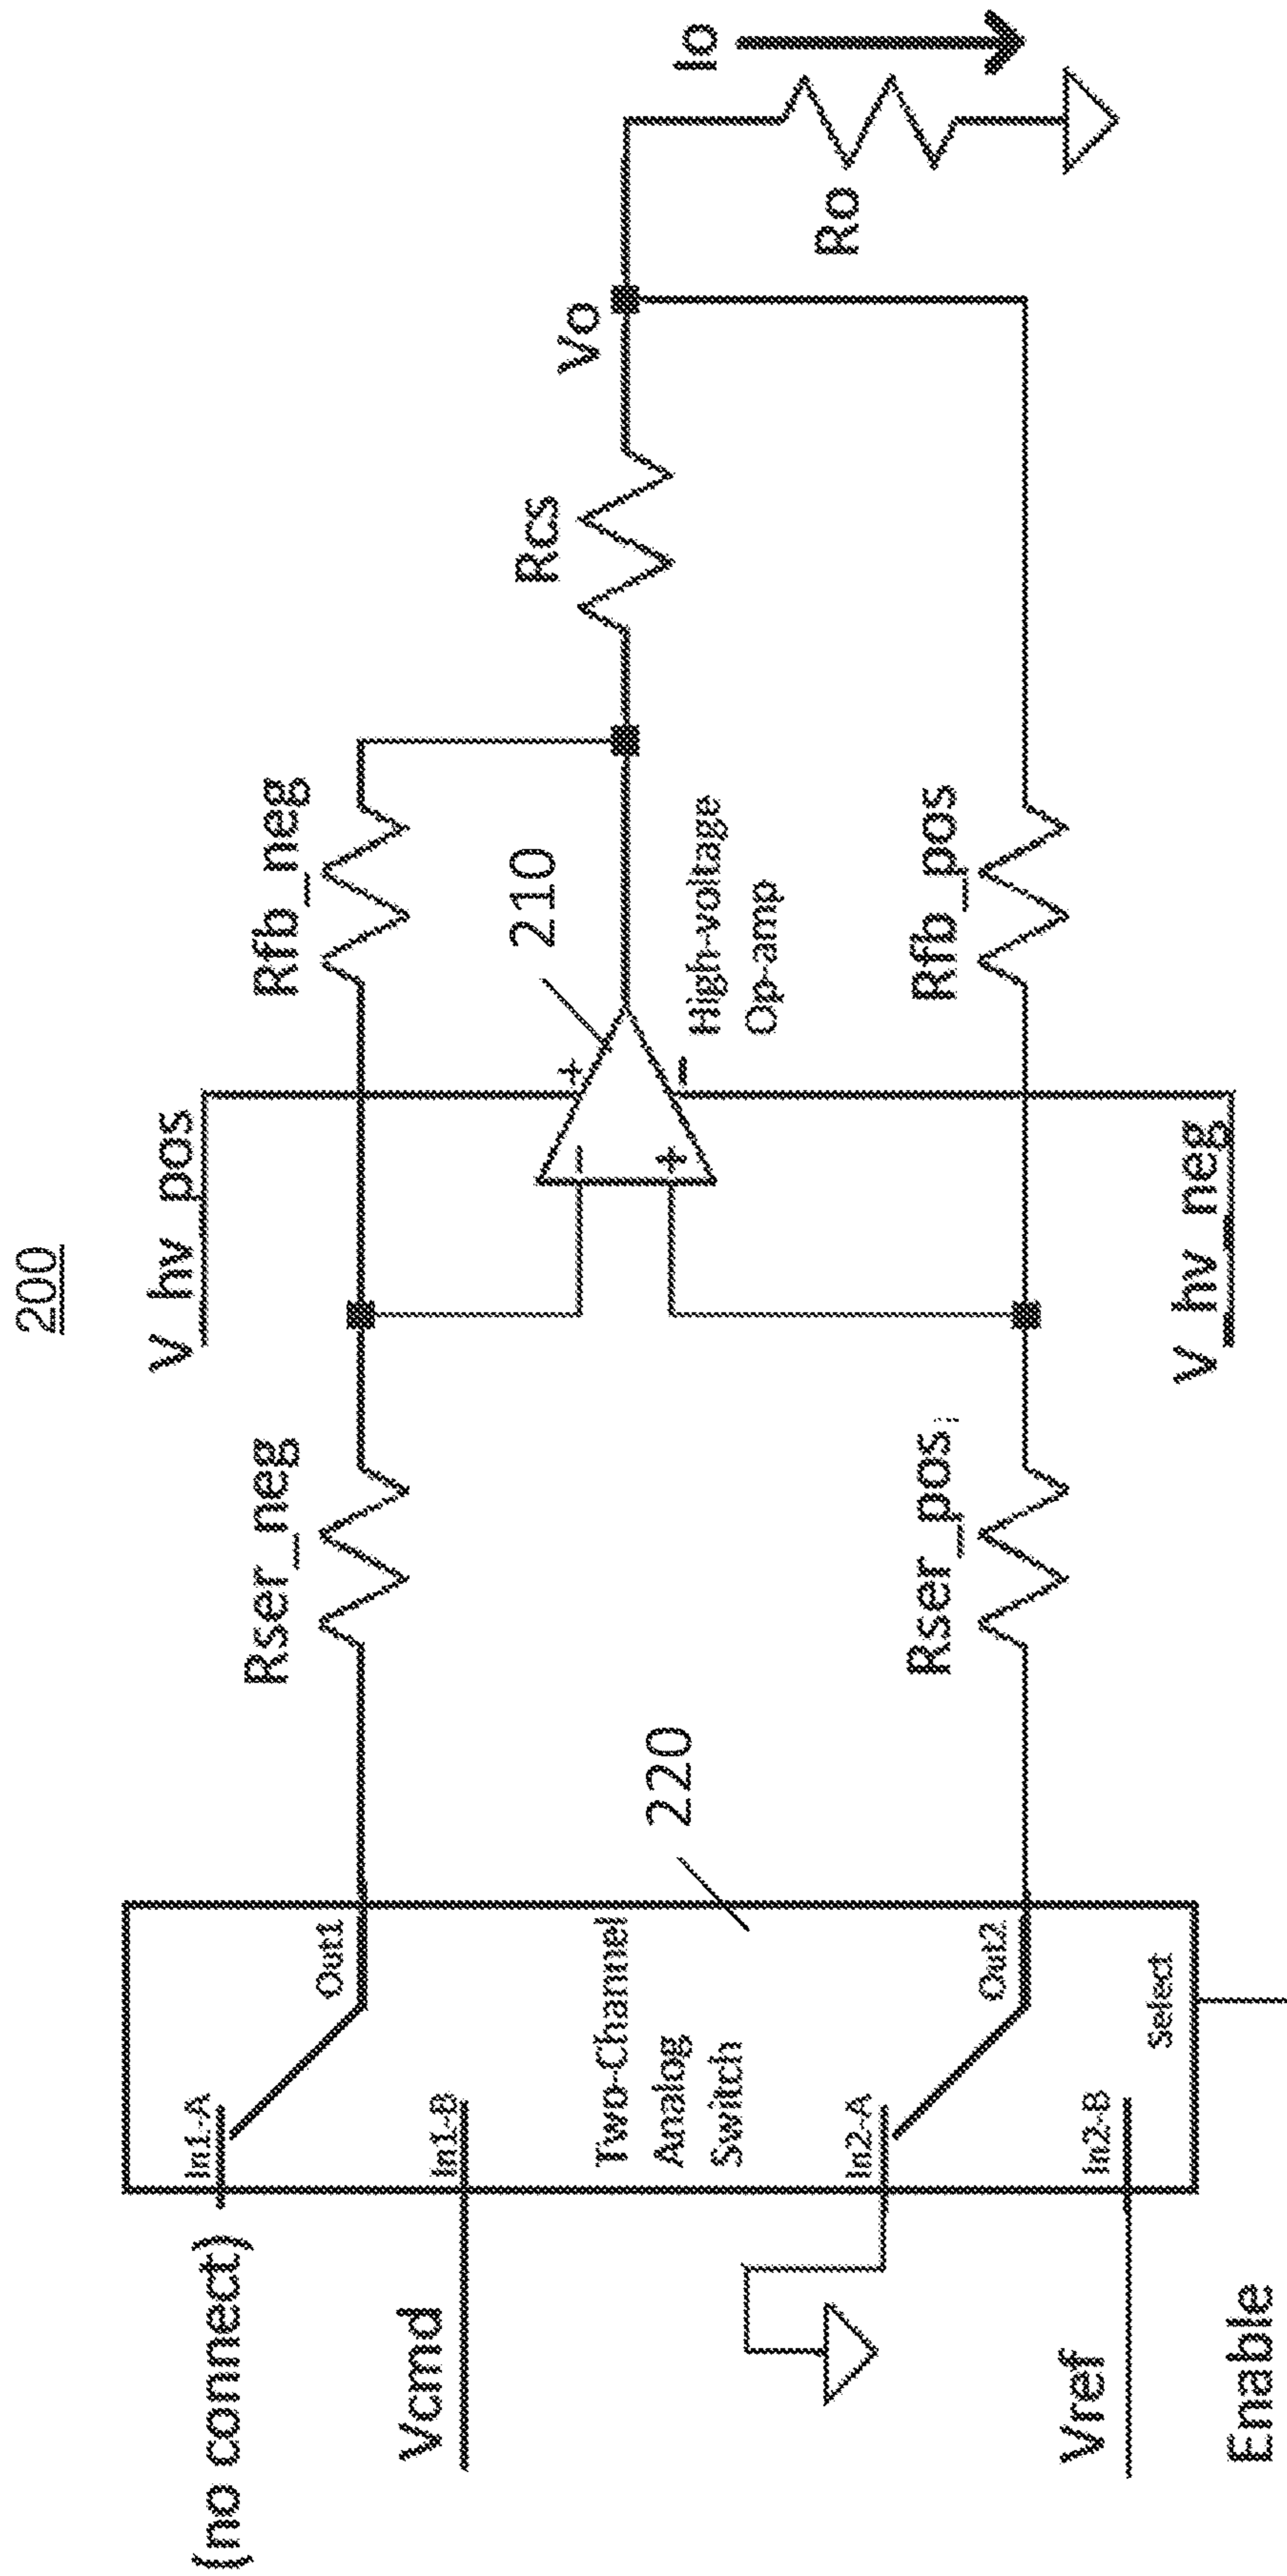 200
V_hv_pos
(no connect)
In1-A
Out1
Rser_neg
Rfb_neg
Vcmd
In1-B
Two-Channel
Analog
Switch
220
210
High-voltage
Op-amp
Rcs
Vo
Io
Ro
In2-A
Out2
Rser_pos
Rfb_pos
Vref
In2-B
Select
Enable
V_hv_neg
+
-
-
+